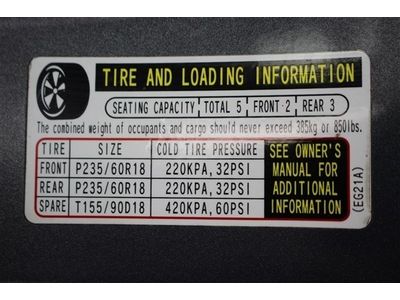 TIRE AND LOADING INFORMATION
SEATING CAPACITY TOTAL 5 FRONT 2 REAR 3
The combined weight of occupants and cargo should never exceed 385kg or 850lbs.
TIRE SIZE COLD TIRE PRESSURE
FRONT P235/60R18 220KPA, 32PSI
REAR P235/60R18 220KPA, 32PSI
SPARE T155/90D18 420KPA, 60PSI
SEE OWNER'S
MANUAL FOR
ADDITIONAL
INFORMATION
(EG21A)